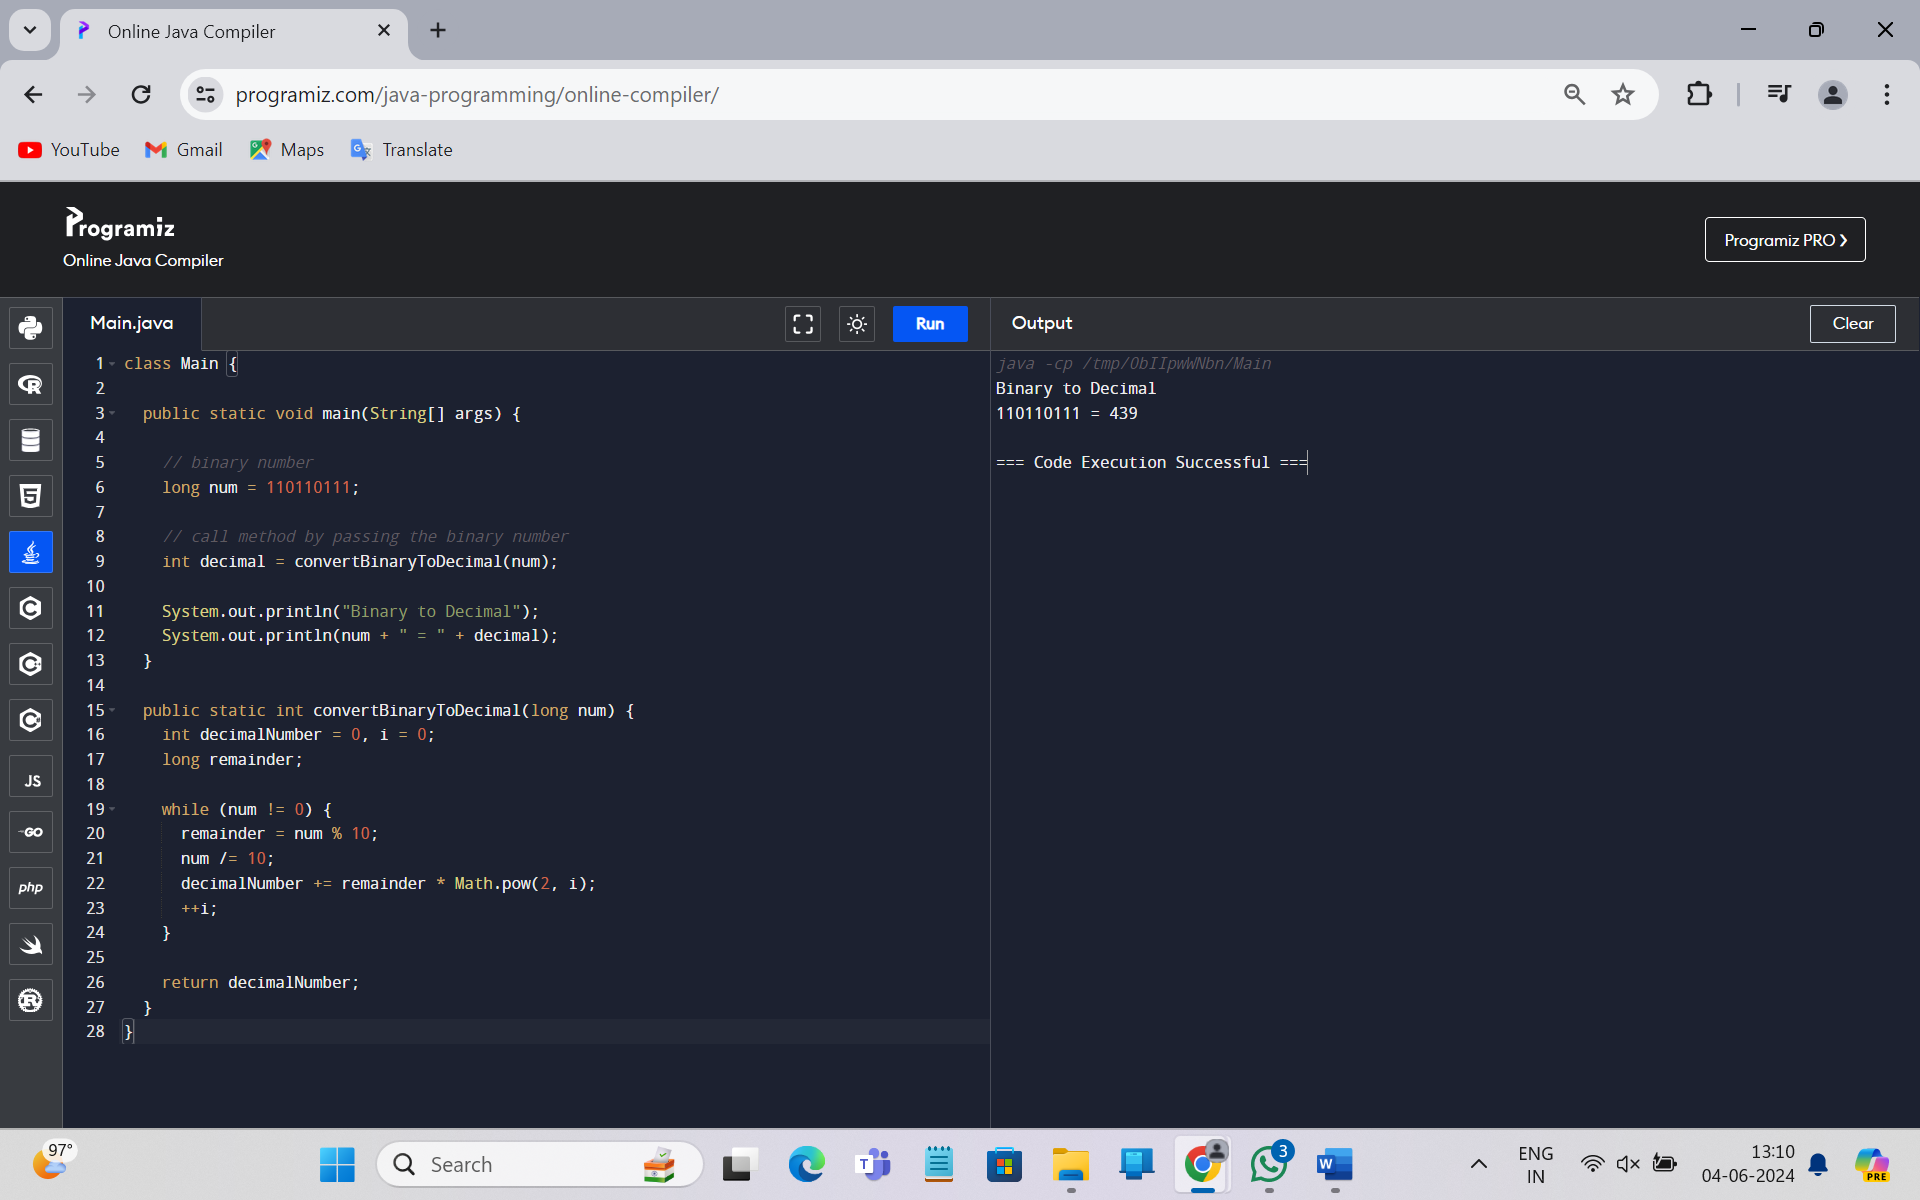 Online Java Compiler
programiz.com/java-programming/online-compiler/
YouTube Gmail Maps Translate
Programiz
Online Java Compiler
Programiz PRO ❯
Main.java Run Output Clear
1 class Main {
2
3 public static void main(String[] args) {
4
5 // binary number
6 long num = 110110111;
7
8 // call method by passing the binary number
9 int decimal = convertBinaryToDecimal(num);
10
11 System.out.println("Binary to Decimal");
12 System.out.println(num + " = " + decimal);
13 }
14
15 public static int convertBinaryToDecimal(long num) {
16 int decimalNumber = 0, i = 0;
17 long remainder;
18
19 while (num != 0) {
20 remainder = num % 10;
21 num /= 10;
22 decimalNumber += remainder * Math.pow(2, i);
23 ++i;
24 }
25
26 return decimalNumber;
27 }
28 }
java -cp /tmp/ObIIpwWNbn/Main
Binary to Decimal
110110111 = 439
=== Code Execution Successful ===
R
5
C
C
C
JS
GO
php
R
97°
Search
T
3
W
ENG
IN
13:10
04-06-2024
PRE